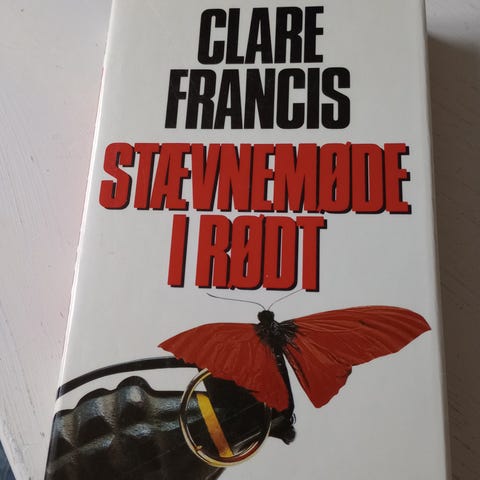 CLARE
FRANCIS
STÆVNEMØDE
I RØDT